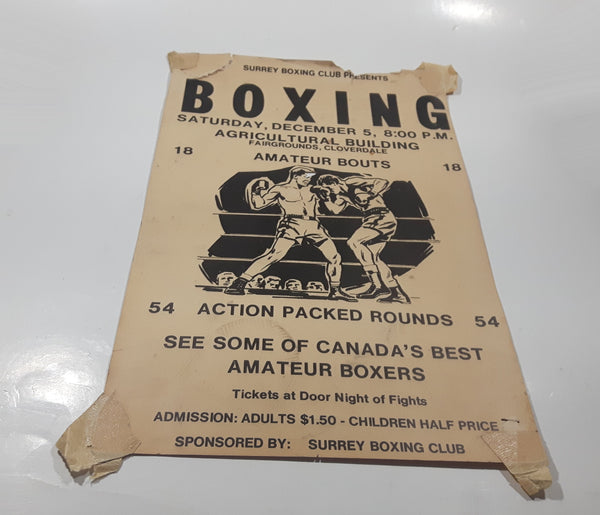 SURREY BOXING CLUB PRESENTS
BOXING
SATURDAY, DECEMBER 5, 8:00 P.M.
AGRICULTURAL BUILDING
FAIRGROUNDS, CLOVERDALE
18 AMATEUR BOUTS 18
54 ACTION PACKED ROUNDS 54
SEE SOME OF CANADA'S BEST
AMATEUR BOXERS
Tickets at Door Night of Fights
ADMISSION: ADULTS $1.50 - CHILDREN HALF PRICE
SPONSORED BY: SURREY BOXING CLUB